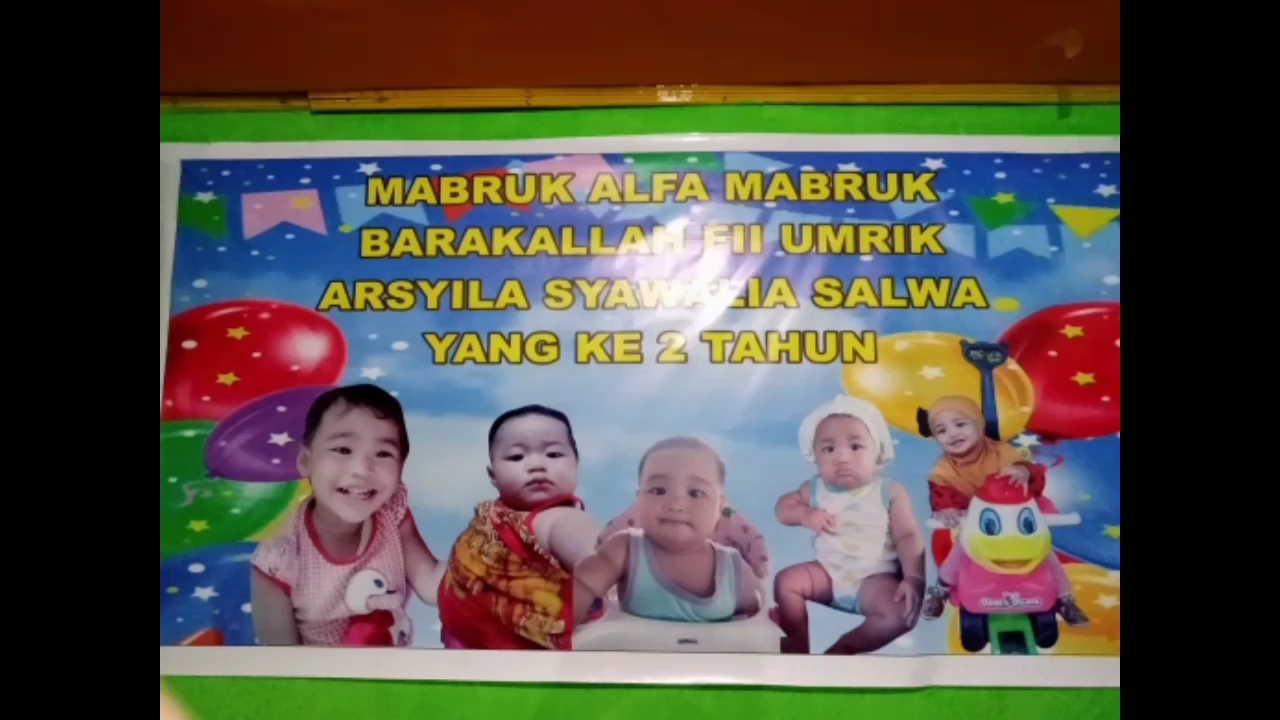 MABRUK ALFA MABRUK
BARAKALLAH FII UMRIK
ARSYILA SYAWALIA SALWA
YANG KE 2 TAHUN